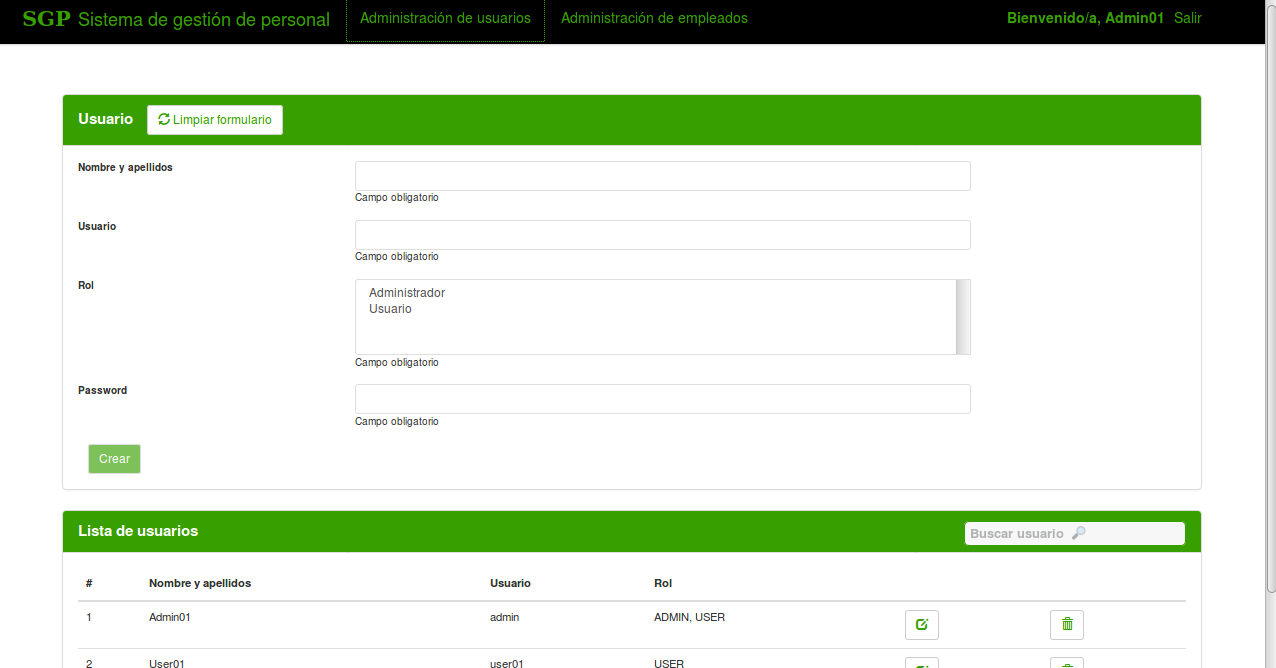 SGP Sistema de gestión de personal Administración de usuarios Administración de empleados Bienvenido/a, Admin01 Salir
Usuario Limpiar formulario
Nombre y apellidos
Campo obligatorio
Usuario
Campo obligatorio
Rol
Administrador
Usuario
Campo obligatorio
Password
Campo obligatorio
Crear
Lista de usuarios Buscar usuario
# Nombre y apellidos Usuario Rol
1 Admin01 admin ADMIN, USER
2 User01 user01 USER